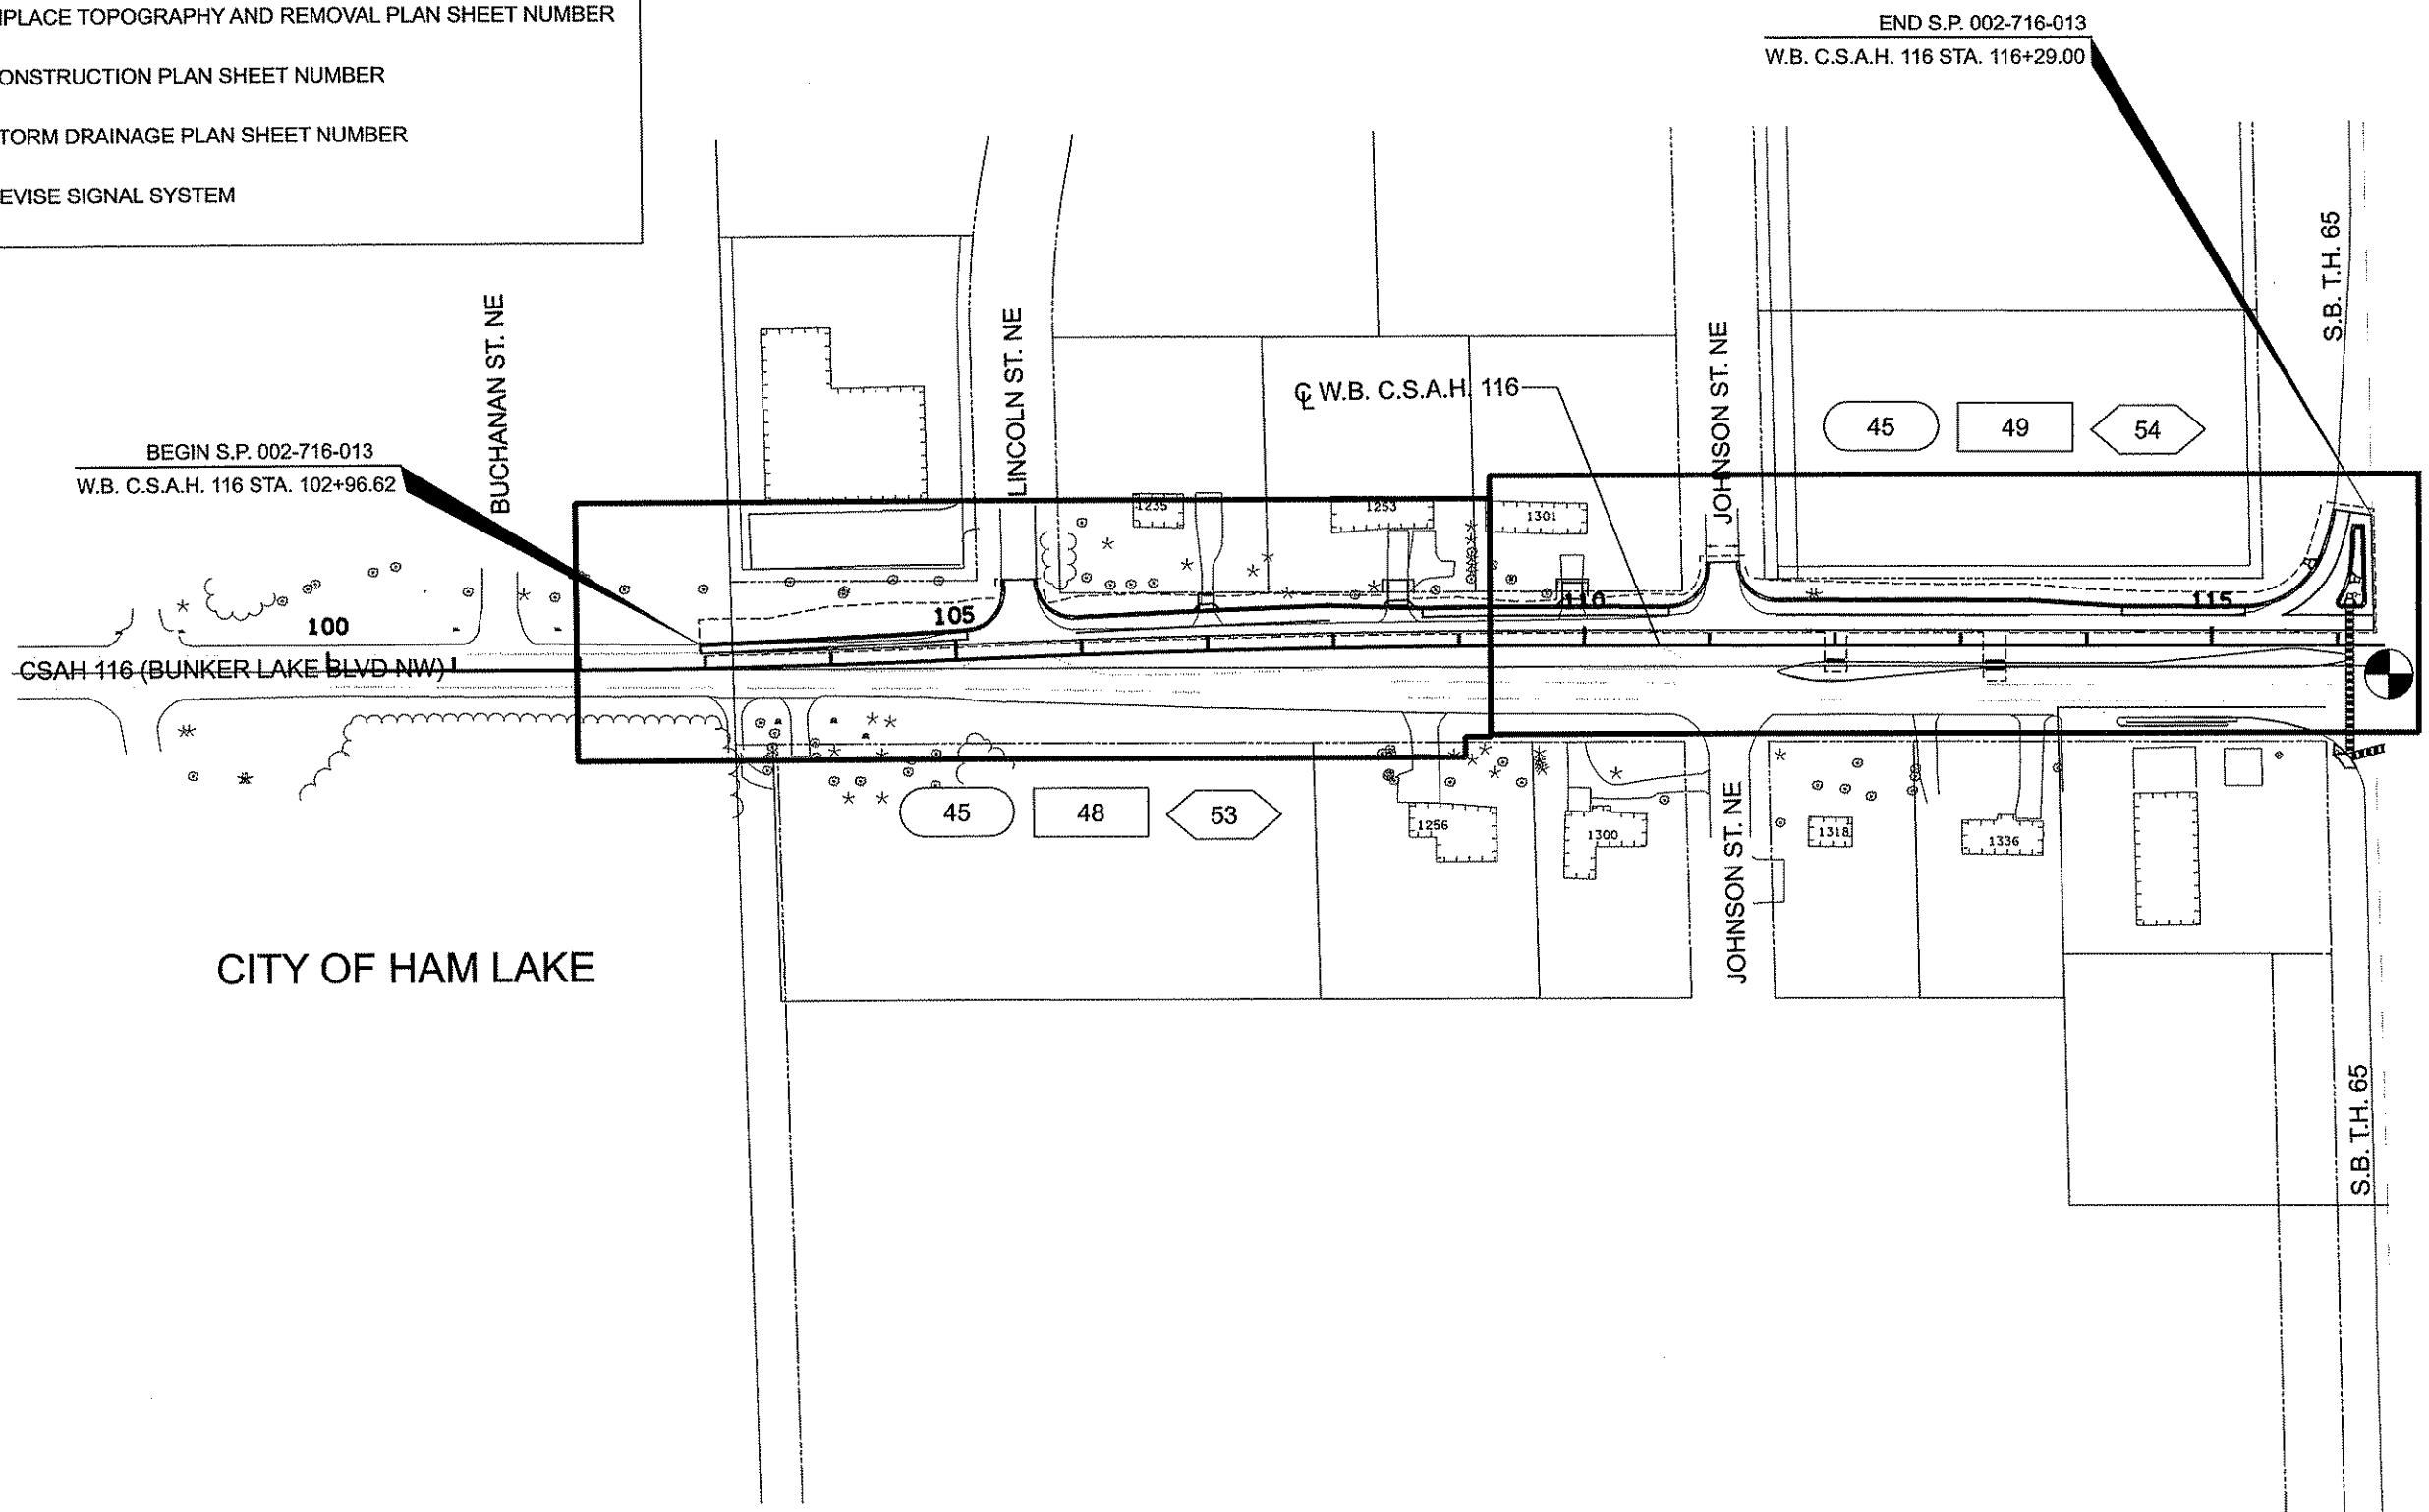 NPLACE TOPOGRAPHY AND REMOVAL PLAN SHEET NUMBER
ONSTRUCTION PLAN SHEET NUMBER
TORM DRAINAGE PLAN SHEET NUMBER
EVISE SIGNAL SYSTEM
END S.P. 002-716-013
W.B. C.S.A.H. 116 STA. 116+29.00
S.B. T.H. 65
BUCHANAN ST. NE
LINCOLN ST. NE
JOHNSON ST. NE
℄ W.B. C.S.A.H. 116
45 49 54
BEGIN S.P. 002-716-013
W.B. C.S.A.H. 116 STA. 102+96.62
1235
1253
1301
100
105
110
115
CSAH 116 (BUNKER LAKE BLVD NW)
45 48 53
1256
1300
1318
1336
JOHNSON ST. NE
CITY OF HAM LAKE
S.B. T.H. 65